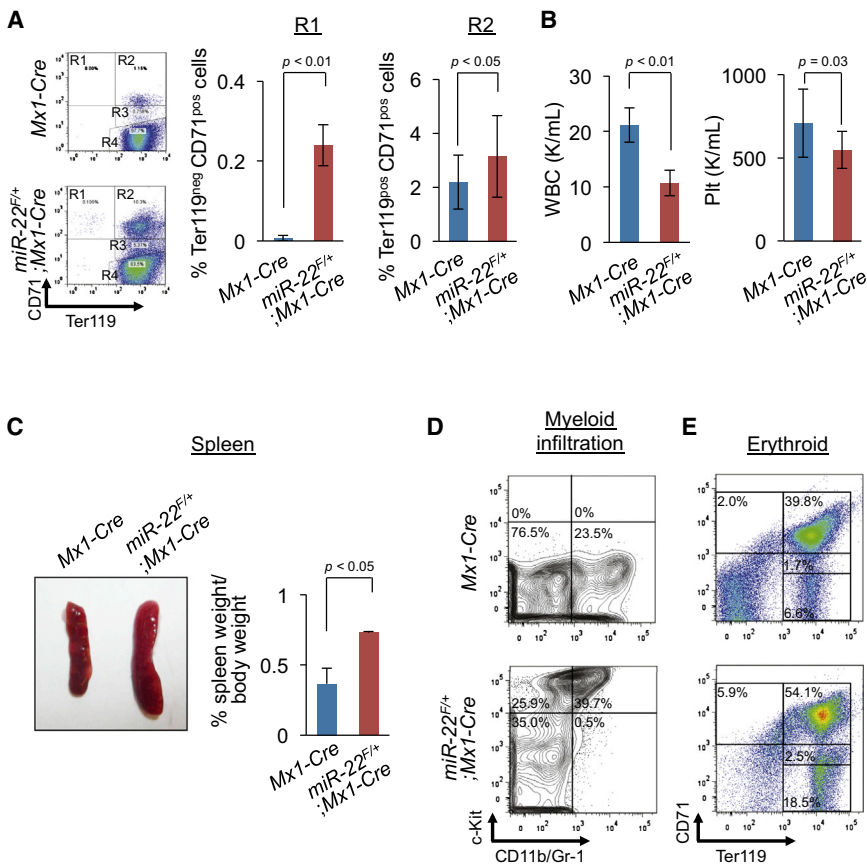 A
R1
R2
B
Mx1-Cre
miR-22F/+
;Mx1-Cre
R1
R2
R3
R4
R1
R2
10.3%
R3
R4
CD71
Ter119
% Ter119neg CD71pos cells
p < 0.01
0.4
0.2
0
Mx1-Cre
miR-22F/+
;Mx1-Cre
% Ter119pos CD71pos cells
p < 0.05
6
4
2
0
Mx1-Cre
miR-22F/+
;Mx1-Cre
WBC (K/mL)
p < 0.01
30
20
10
0
Mx1-Cre
miR-22F/+
;Mx1-Cre
Plt (K/mL)
p = 0.03
1000
500
0
Mx1-Cre
miR-22F/+
;Mx1-Cre
C
Spleen
Mx1-Cre
miR-22F/+
;Mx1-Cre
% spleen weight/
body weight
p < 0.05
1
0.5
0
Mx1-Cre
miR-22F/+
;Mx1-Cre
D
Myeloid
infiltration
Mx1-Cre
0%
0%
76.5%
23.5%
miR-22F/+
;Mx1-Cre
25.9%
39.7%
35.0%
0.5%
c-Kit
CD11b/Gr-1
E
Erythroid
2.0%
39.8%
1.7%
6.6%
5.9%
54.1%
2.5%
18.5%
CD71
Ter119